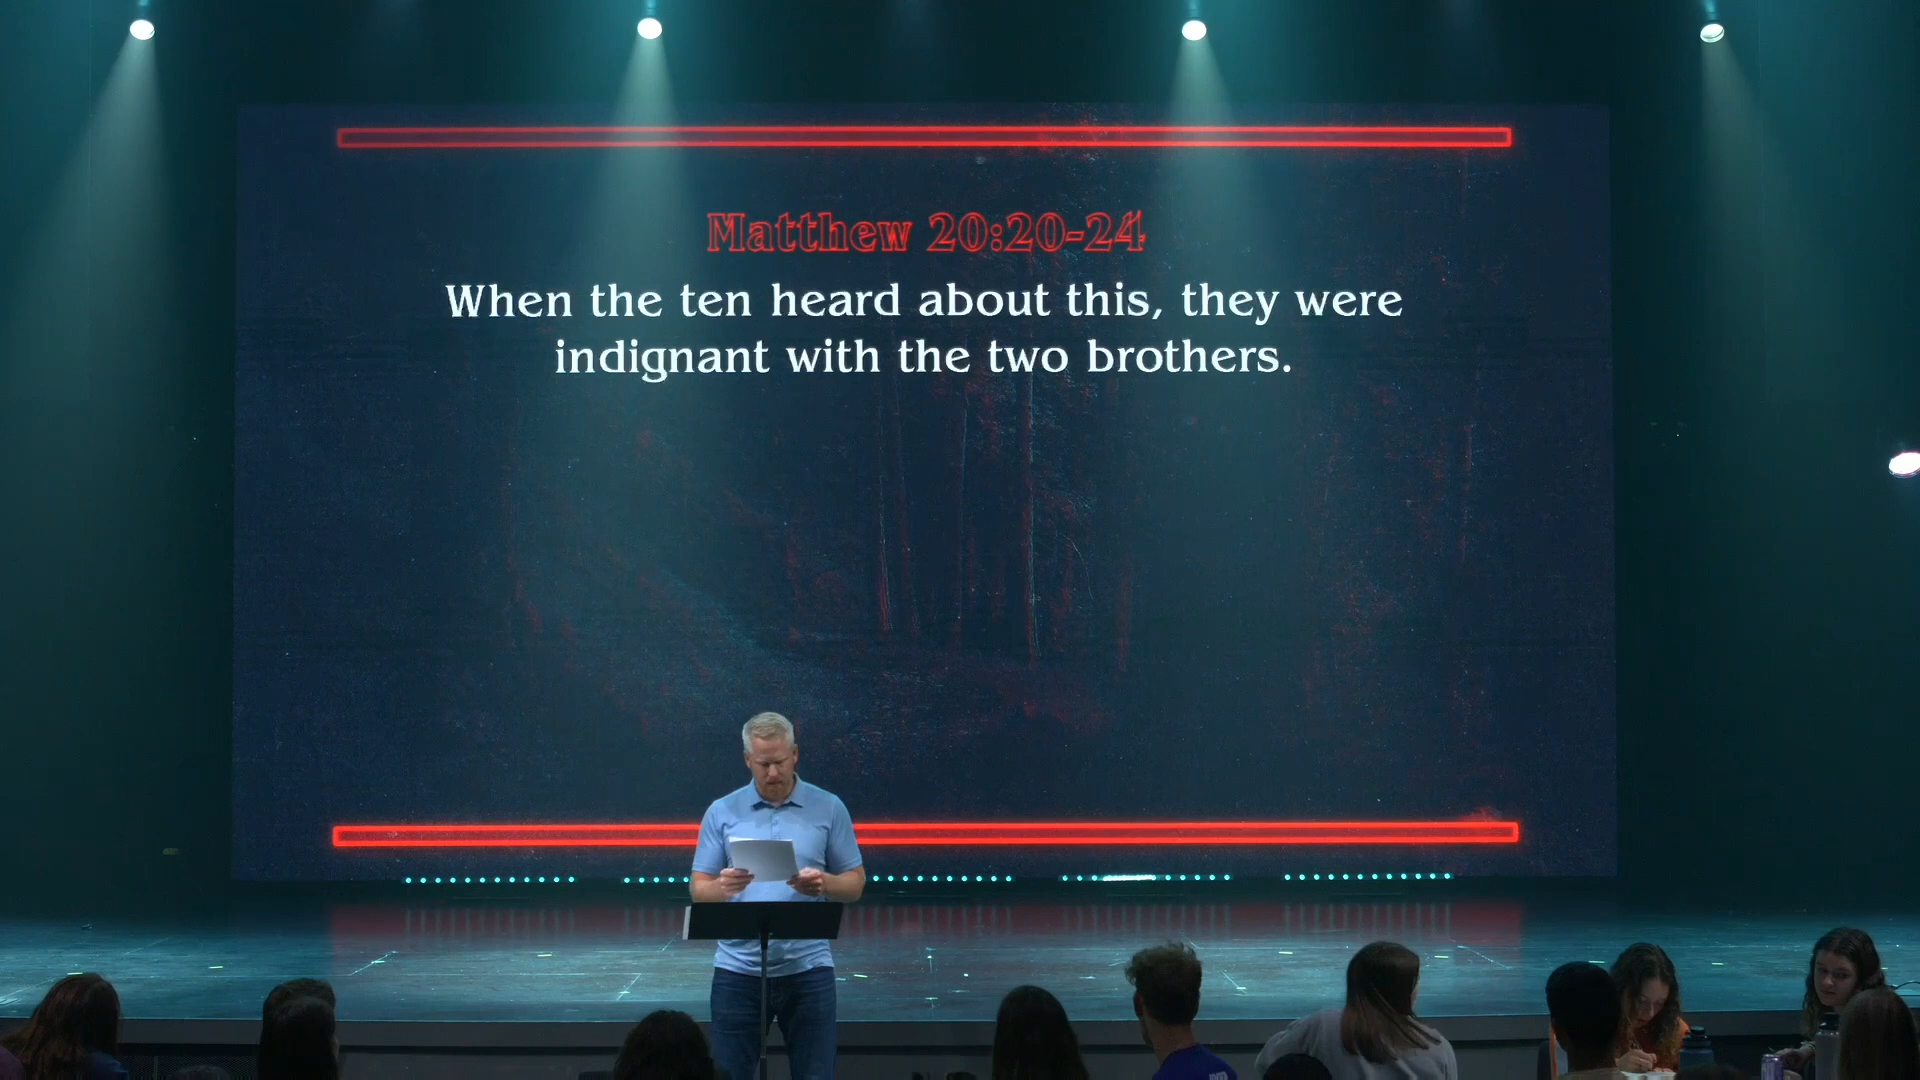 Matthew 20:20-24
When the ten heard about this, they were
indignant with the two brothers.